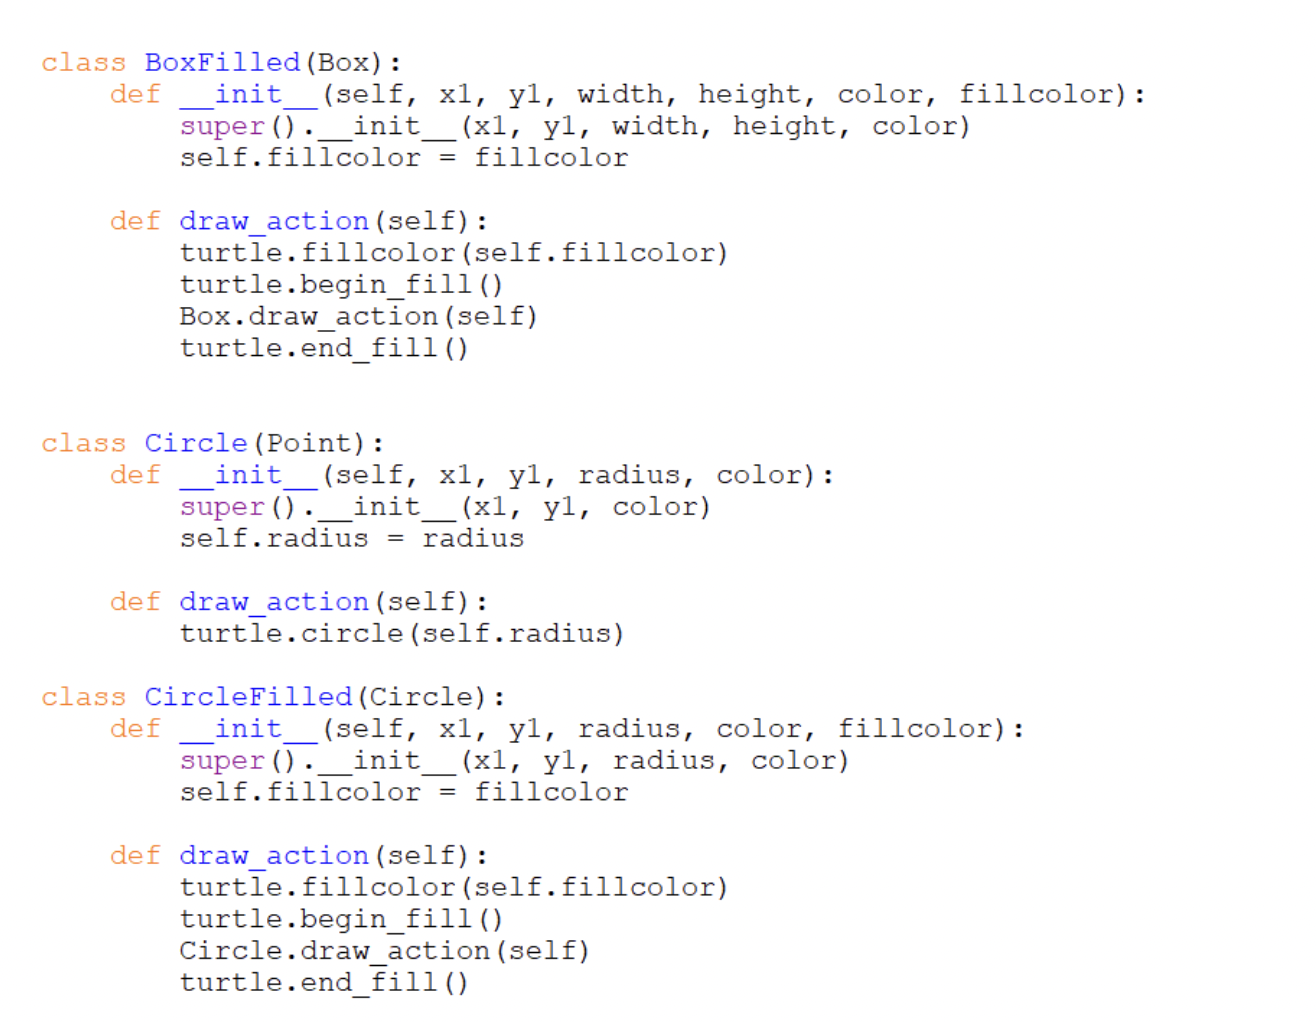 class BoxFilled(Box):
    def __init__(self, x1, y1, width, height, color, fillcolor):
        super().__init__(x1, y1, width, height, color)
        self.fillcolor = fillcolor

    def draw_action(self):
        turtle.fillcolor(self.fillcolor)
        turtle.begin_fill()
        Box.draw_action(self)
        turtle.end_fill()


class Circle(Point):
    def __init__(self, x1, y1, radius, color):
        super().__init__(x1, y1, color)
        self.radius = radius

    def draw_action(self):
        turtle.circle(self.radius)

class CircleFilled(Circle):
    def __init__(self, x1, y1, radius, color, fillcolor):
        super().__init__(x1, y1, radius, color)
        self.fillcolor = fillcolor

    def draw_action(self):
        turtle.fillcolor(self.fillcolor)
        turtle.begin_fill()
        Circle.draw_action(self)
        turtle.end_fill()